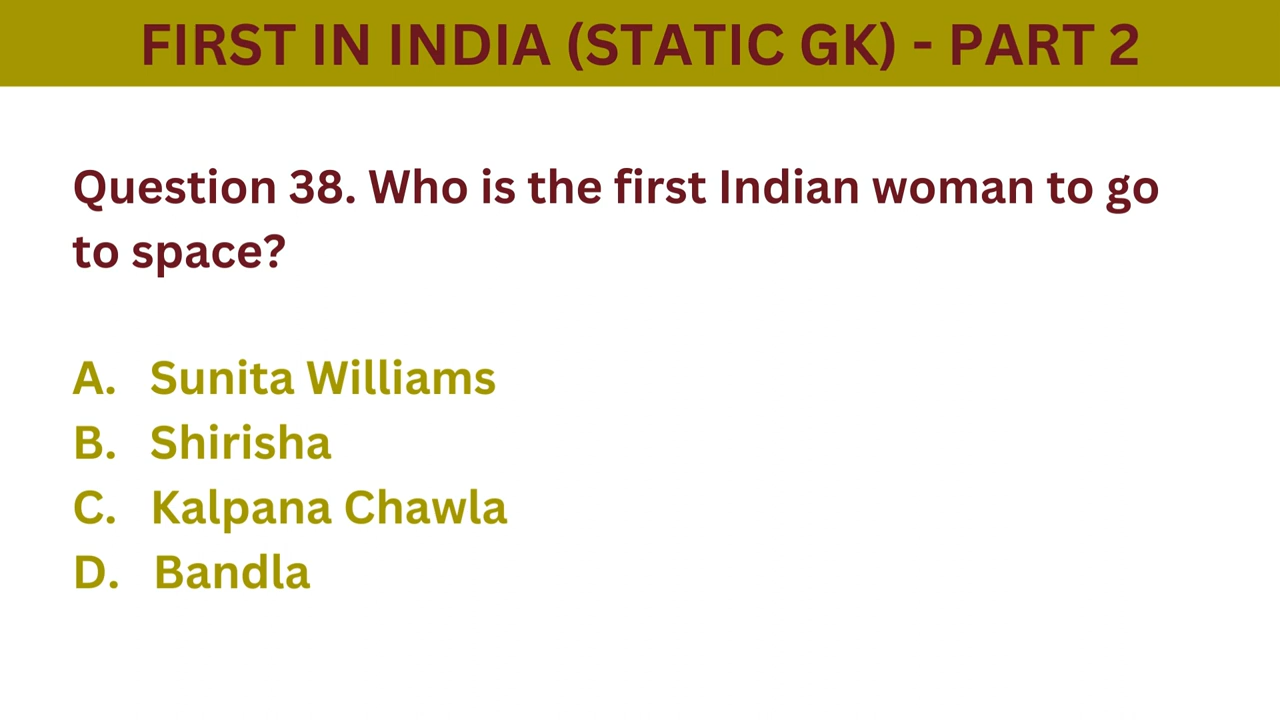 FIRST IN INDIA (STATIC GK) - PART 2
Question 38. Who is the first Indian woman to go
to space?
A. Sunita Williams
B. Shirisha
C. Kalpana Chawla
D. Bandla